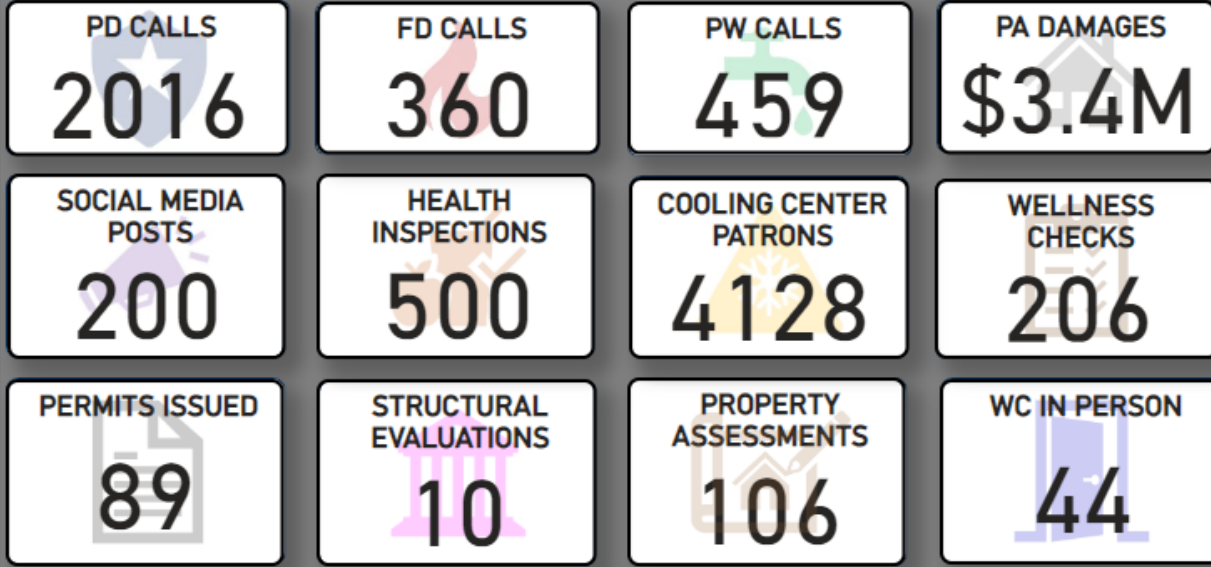 PD CALLS
2016
FD CALLS
360
PW CALLS
459
PA DAMAGES
$3.4M
SOCIAL MEDIA
POSTS
200
HEALTH
INSPECTIONS
500
COOLING CENTER
PATRONS
4128
WELLNESS
CHECKS
206
PERMITS ISSUED
89
STRUCTURAL
EVALUATIONS
10
PROPERTY
ASSESSMENTS
106
WC IN PERSON
44